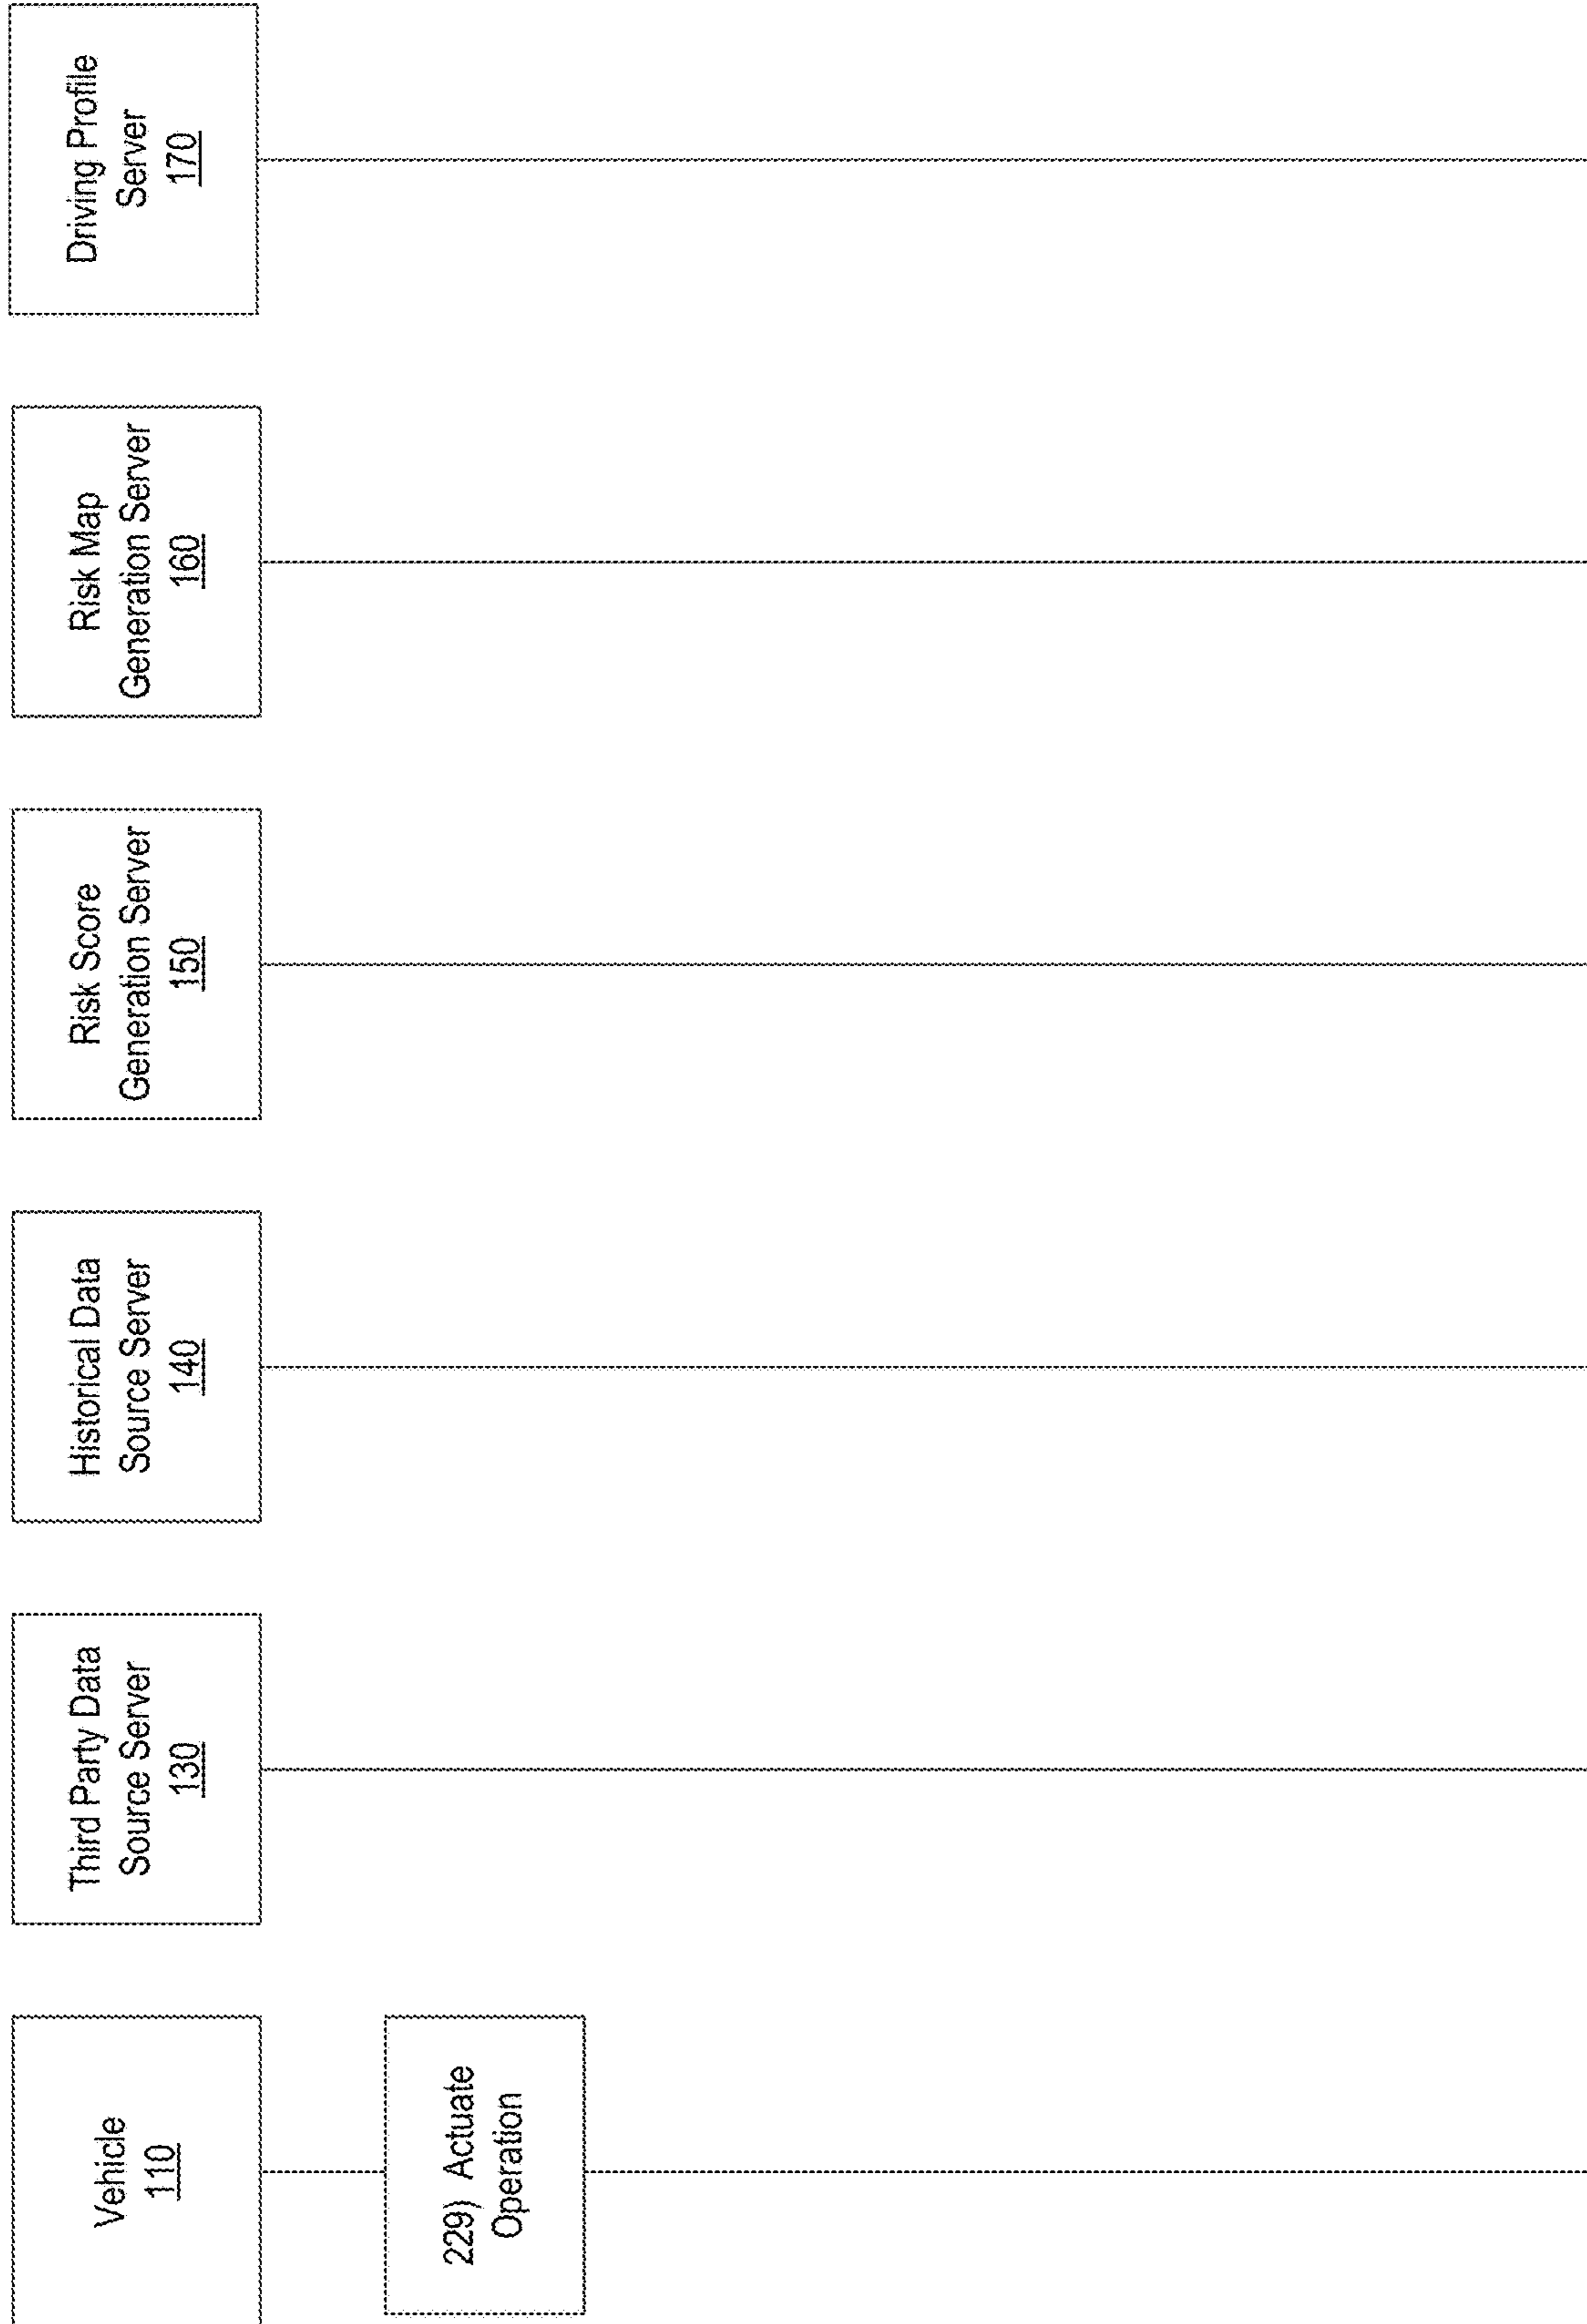 Vehicle
110
Third Party Data
Source Server
130
Historical Data
Source Server
140
Risk Score
Generation Server
150
Risk Map
Generation Server
160
Driving Profile
Server
170
229) Actuate
Operation